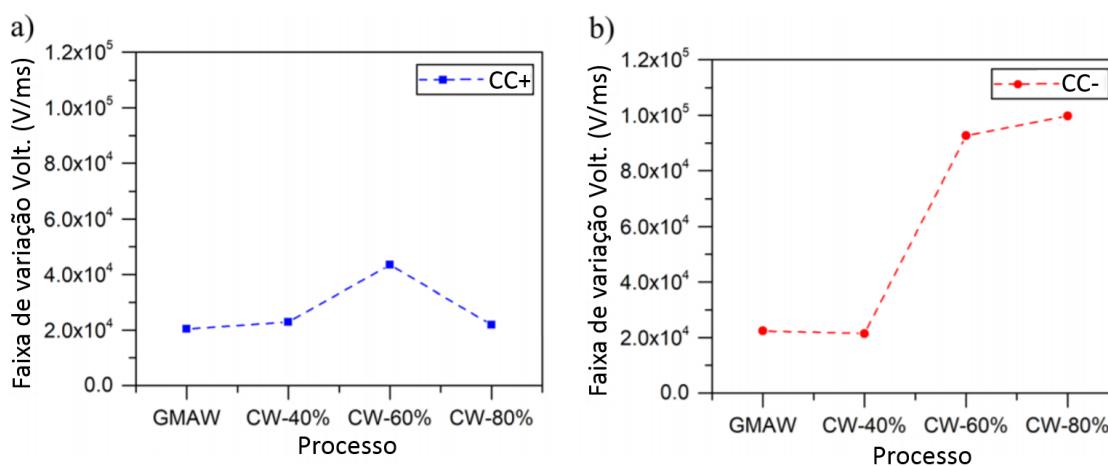 a)
Faixa de variação Volt. (V/ms)
1.2x10⁵
1.0x10⁵
8.0x10⁴
6.0x10⁴
4.0x10⁴
2.0x10⁴
0.0
CC+
GMAW CW-40% CW-60% CW-80%
Processo
b)
Faixa de variação Volt. (V/ms)
1.2x10⁵
1.0x10⁵
8.0x10⁴
6.0x10⁴
4.0x10⁴
2.0x10⁴
0.0
CC-
GMAW CW-40% CW-60% CW-80%
Processo